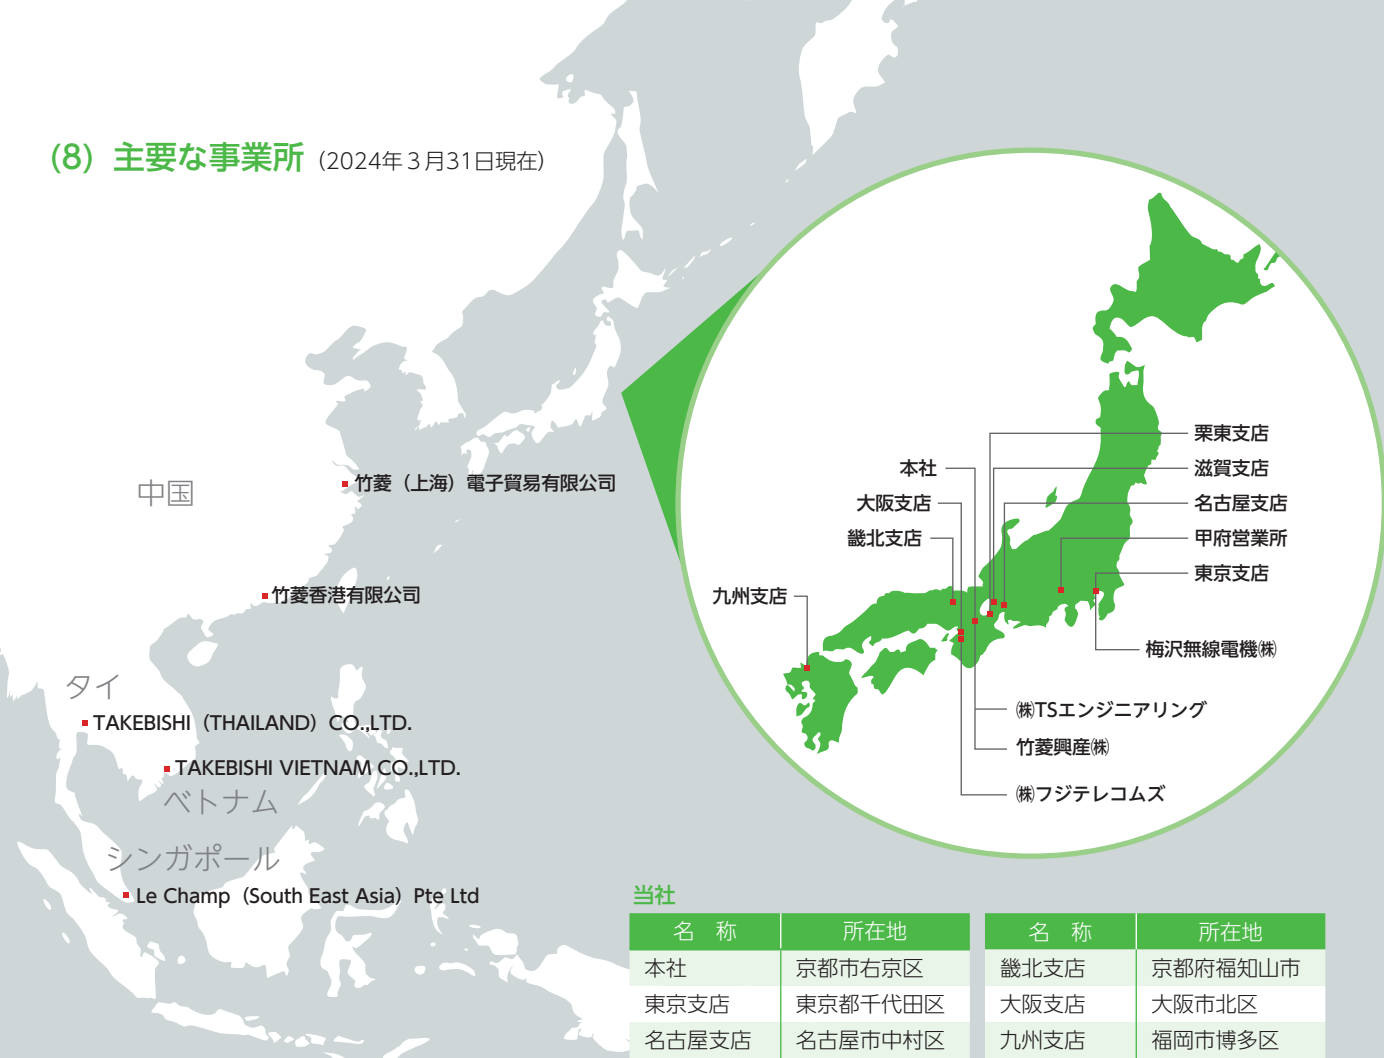 (8) 主要な事業所 (2024年3月31日現在)
中国
竹菱（上海）電子貿易有限公司
竹菱香港有限公司
タイ
TAKEBISHI（THAILAND）CO.,LTD.
TAKEBISHI VIETNAM CO.,LTD.
ベトナム
シンガポール
Le Champ（South East Asia）Pte Ltd
本社
大阪支店
畿北支店
九州支店
栗東支店
滋賀支店
名古屋支店
甲府営業所
東京支店
梅沢無線電機㈱
㈱TSエンジニアリング
竹菱興産㈱
㈱フジテレコムズ
当社
名　称 所在地 名　称 所在地
本社 京都市右京区 畿北支店 京都府福知山市
東京支店 東京都千代田区 大阪支店 大阪市北区
名古屋支店 名古屋市中村区 九州支店 福岡市博多区